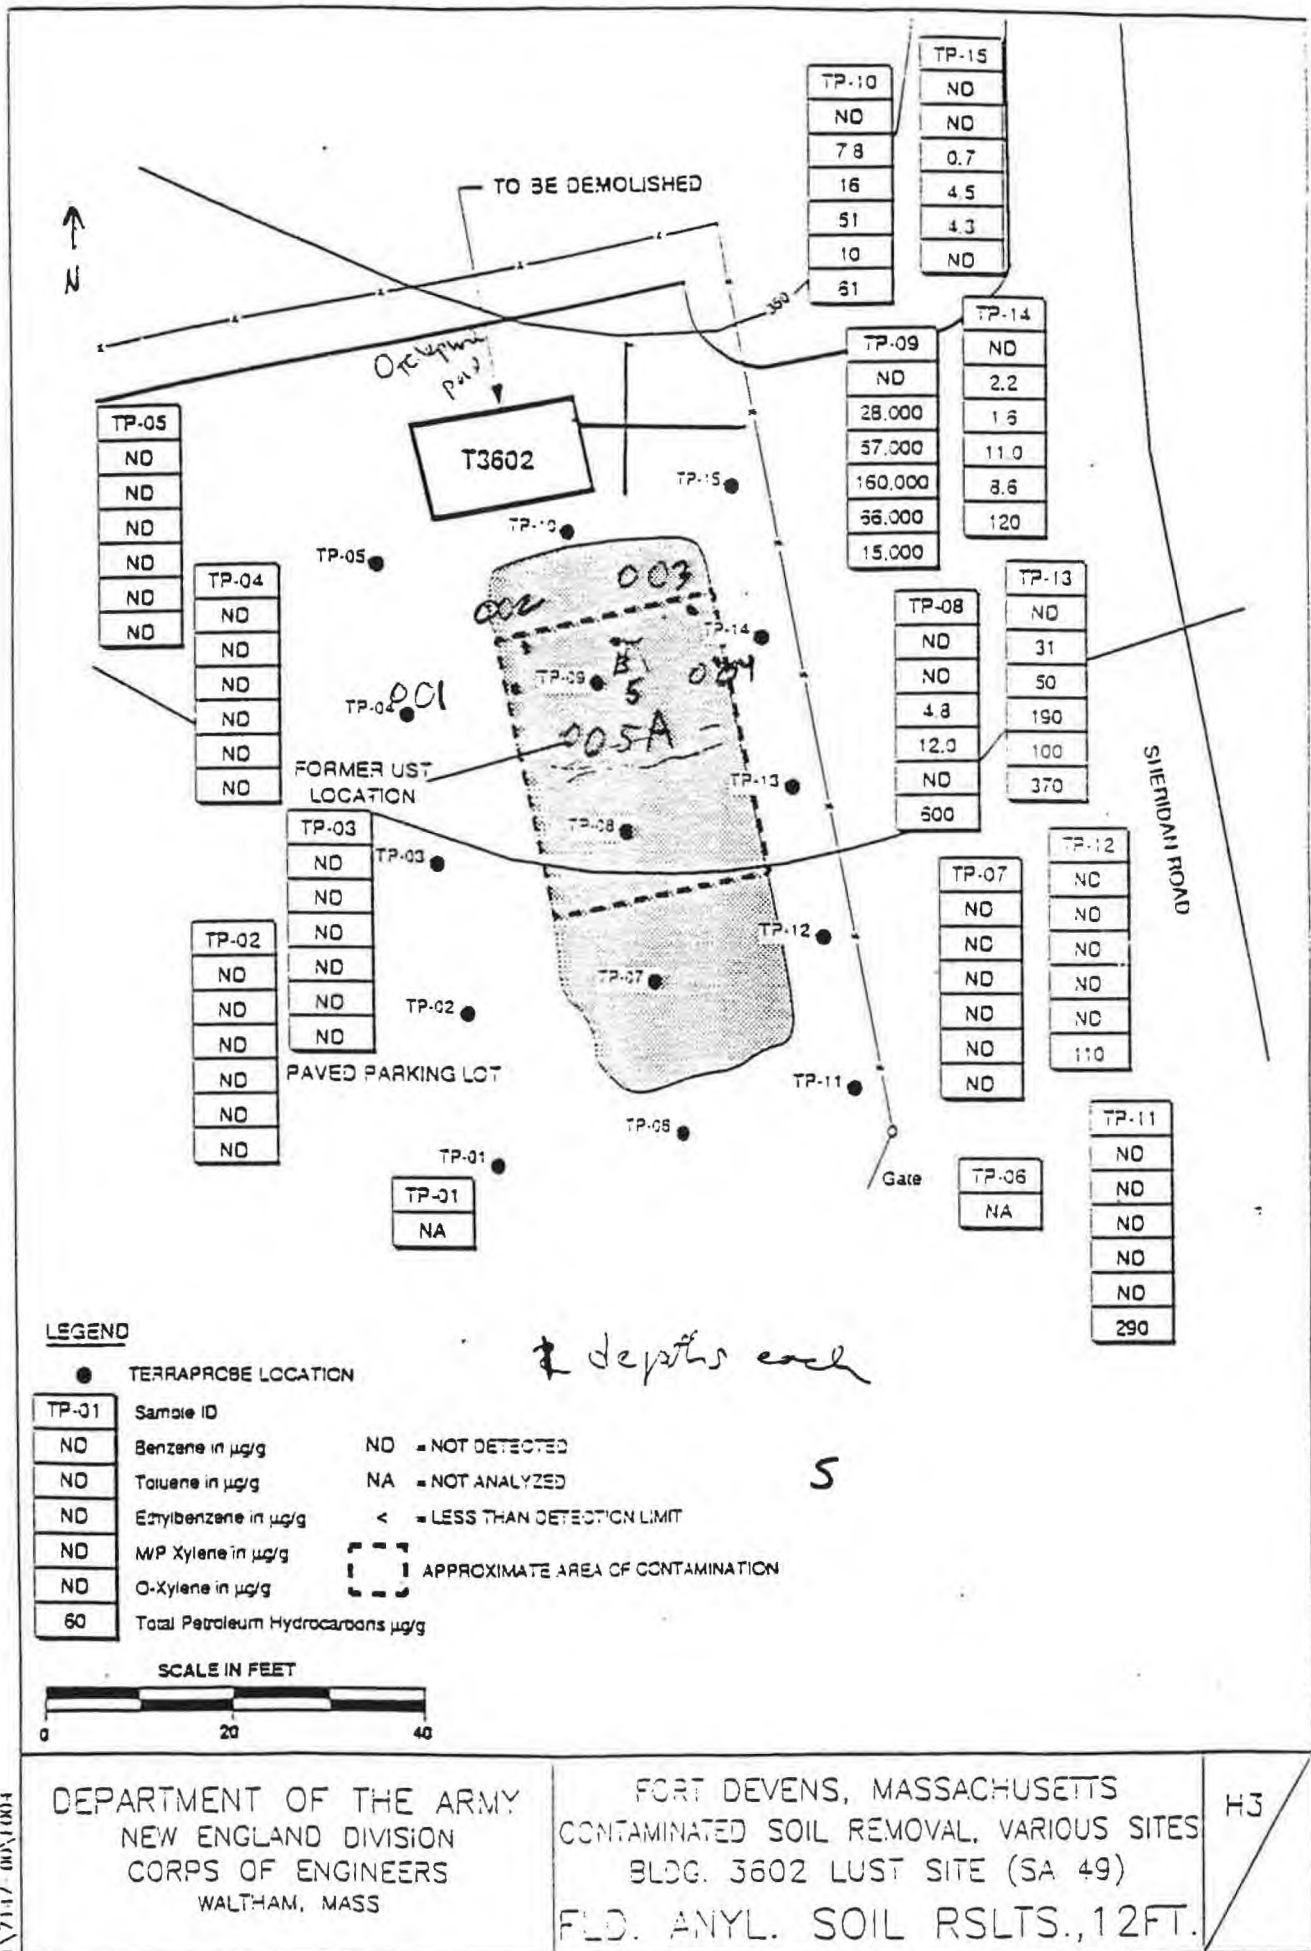 TP-15
ND
ND
0.7
4.5
4.3
ND
TP-10
ND
7.8
16
51
10
61
TO BE DEMOLISHED
N
350
TP-14
ND
2.2
1.6
11.0
8.6
120
TP-09
ND
28,000
57,000
160,000
66,000
15,000
TP-05
ND
ND
ND
ND
ND
ND
T3602
TP-15
TP-10
TP-05
TP-04
ND
ND
ND
ND
ND
ND
002
003
TP-14
TP-09
5
004
TP-04
001
005A
TP-13
ND
31
50
190
100
370
TP-08
ND
ND
4.8
12.0
ND
600
FORMER UST
LOCATION
TP-13
TP-08
SHERIDAN ROAD
TP-03
ND
ND
ND
ND
ND
ND
TP-03
TP-12
ND
ND
ND
ND
ND
110
TP-07
ND
ND
ND
ND
ND
ND
TP-02
ND
ND
ND
ND
ND
ND
TP-12
TP-07
TP-02
PAVED PARKING LOT
TP-11
TP-06
TP-01
Gate
TP-11
ND
ND
ND
ND
ND
290
TP-06
NA
TP-01
NA
depths each
5
LEGEND
TERRAPROBE LOCATION
TP-01 Sample ID
ND Benzene in µg/g ND = NOT DETECTED
ND Toluene in µg/g NA = NOT ANALYZED
ND Ethylbenzene in µg/g < = LESS THAN DETECTION LIMIT
ND M/P Xylene in µg/g
APPROXIMATE AREA OF CONTAMINATION
ND O-Xylene in µg/g
60 Total Petroleum Hydrocarbons µg/g
SCALE IN FEET
0 20 40
DEPARTMENT OF THE ARMY
NEW ENGLAND DIVISION
CORPS OF ENGINEERS
WALTHAM, MASS
FORT DEVENS, MASSACHUSETTS
CONTAMINATED SOIL REMOVAL, VARIOUS SITES
BLDG. 3602 LUST SITE (SA 49)
FLD. ANYL. SOIL RSLTS.,12FT.
H3